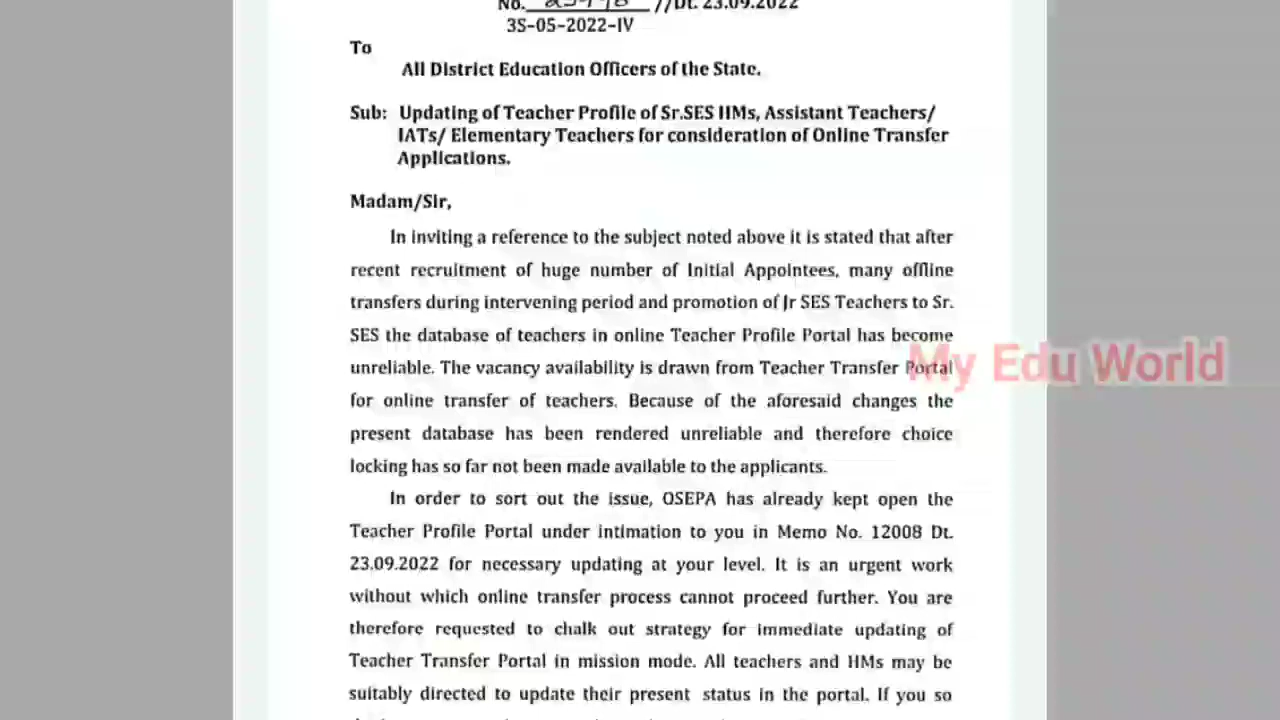 No. //Dt. 23.09.2022
3S-05-2022-IV
To
All District Education Officers of the State.
Sub: Updating of Teacher Profile of Sr.SES HMs, Assistant Teachers/
IATs/ Elementary Teachers for consideration of Online Transfer
Applications.
Madam/Sir,
In inviting a reference to the subject noted above it is stated that after
recent recruitment of huge number of Initial Appointees, many offline
transfers during intervening period and promotion of Jr SES Teachers to Sr.
SES the database of teachers in online Teacher Profile Portal has become
unreliable. The vacancy availability is drawn from Teacher Transfer Portal
for online transfer of teachers. Because of the aforesaid changes the
present database has been rendered unreliable and therefore choice
locking has so far not been made available to the applicants.
My Edu World
In order to sort out the issue, OSEPA has already kept open the
Teacher Profile Portal under intimation to you in Memo No. 12008 Dt.
23.09.2022 for necessary updating at your level. It is an urgent work
without which online transfer process cannot proceed further. You are
therefore requested to chalk out strategy for immediate updating of
Teacher Transfer Portal in mission mode. All teachers and HMs may be
suitably directed to update their present status in the portal. If you so